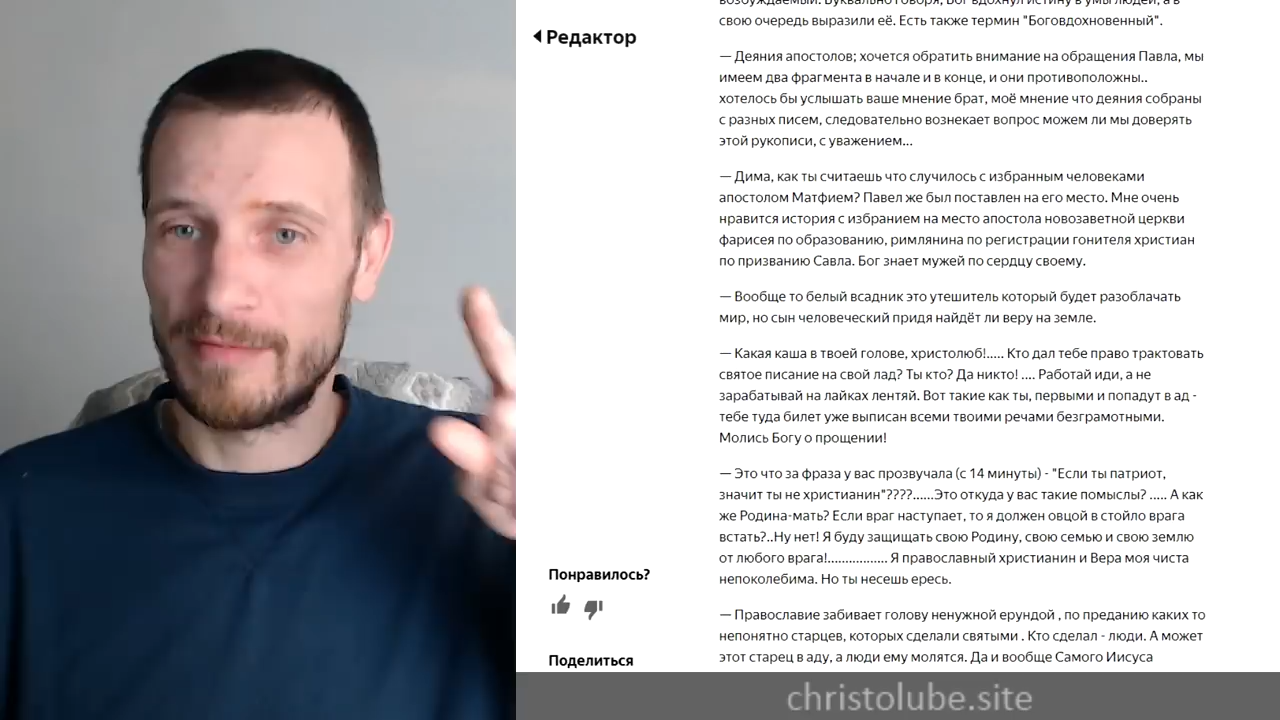 возбуждаемый. Буквально говоря, Бог вдохнул истину в умы людей, а в
свою очередь выразили её. Есть также термин "Боговдохновенный".
Редактор
— Деяния апостолов; хочется обратить внимание на обращения Павла, мы
имеем два фрагмента в начале и в конце, и они противоположны..
хотелось бы услышать ваше мнение брат, моё мнение что деяния собраны
с разных писем, следовательно вознекает вопрос можем ли мы доверять
этой рукописи, с уважением...
— Дима, как ты считаешь что случилось с избранным человеками
апостолом Матфием? Павел же был поставлен на его место. Мне очень
нравится история с избранием на место апостола новозаветной церкви
фарисея по образованию, римлянина по регистрации гонителя христиан
по призванию Савла. Бог знает мужей по сердцу своему.
— Вообще то белый всадник это утешитель который будет разоблачать
мир, но сын человеческий придя найдёт ли веру на земле.
— Какая каша в твоей голове, христолюб!..... Кто дал тебе право трактовать
святое писание на свой лад? Ты кто? Да никто! .... Работай иди, а не
зарабатывай на лайках лентяй. Вот такие как ты, первыми и попадут в ад -
тебе туда билет уже выписан всеми твоими речами безграмотными.
Молись Богу о прощении!
— Это что за фраза у вас прозвучала (с 14 минуты) - "Если ты патриот,
значит ты не христианин"????......Это откуда у вас такие помыслы? ..... А как
же Родина-мать? Если враг наступает, то я должен овцой в стойло врага
встать?..Ну нет! Я буду защищать свою Родину, свою семью и свою землю
от любого врага!................. Я православный христианин и Вера моя чиста
непоколебима. Но ты несешь ересь.
— Православие забивает голову ненужной ерундой , по преданию каких то
непонятно старцев, которых сделали святыми . Кто сделал - люди. А может
этот старец в аду, а люди ему молятся. Да и вообще Самого Иисуса
Понравилось?
Поделиться
christolube.site